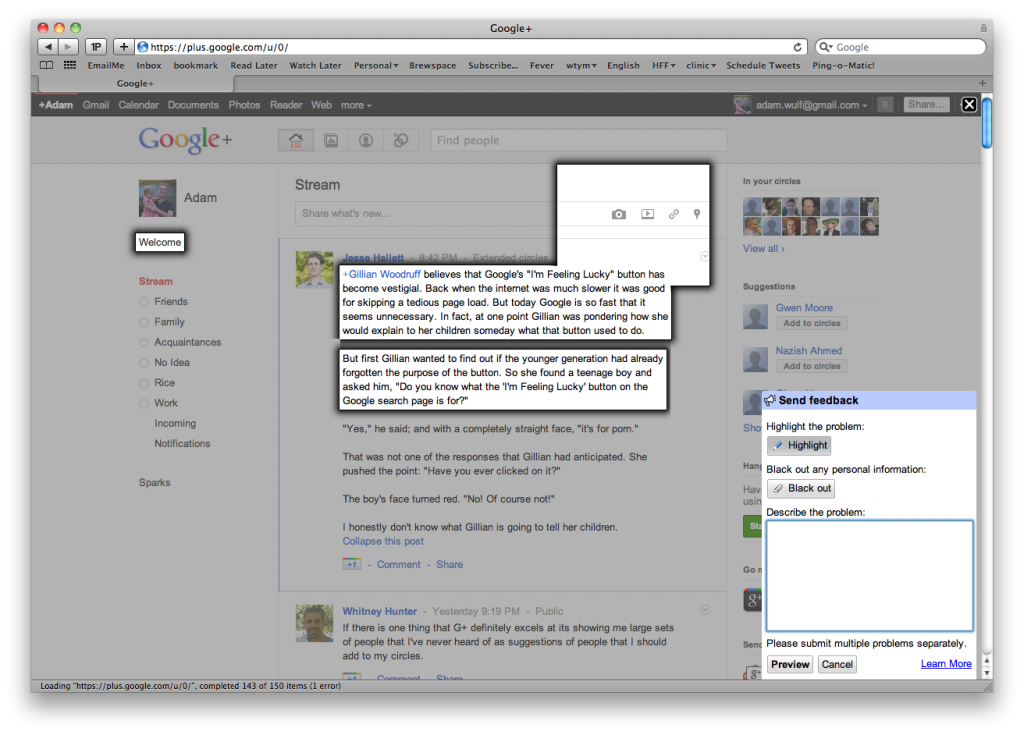 Google+
1P + https://plus.google.com/u/0/ Google
EmailMe Inbox bookmark Read Later Watch Later Personal Brewspace Subscribe... Fever wtym English HFF clinic Schedule Tweets Ping-o-Matic!
Google+
+Adam Gmail Calendar Documents Photos Reader Web more adam.wulf@gmail.com 0 Share... X
Google+ Find people
Adam
Welcome
Stream
Friends
Family
Acquaintances
No Idea
Rice
Work
Incoming
Notifications
Sparks
Stream
Share what's new...
Jesse Hallett - 8:42 PM - Extended circles
+Gillian Woodruff believes that Google's "I'm Feeling Lucky" button has
become vestigial. Back when the internet was much slower it was good
for skipping a tedious page load. But today Google is so fast that it
seems unnecessary. In fact, at one point Gillian was pondering how she
would explain to her children someday what that button used to do.
But first Gillian wanted to find out if the younger generation had already
forgotten the purpose of the button. So she found a teenage boy and
asked him, "Do you know what the 'I'm Feeling Lucky' button on the
Google search page is for?"
"Yes," he said; and with a completely straight face, "it's for porn."
That was not one of the responses that Gillian had anticipated. She
pushed the point: "Have you ever clicked on it?"
The boy's face turned red. "No! Of course not!"
I honestly don't know what Gillian is going to tell her children.
Collapse this post
+1 - Comment - Share
Whitney Hunter - Yesterday 9:19 PM - Public
If there is one thing that G+ definitely excels at its showing me large sets
of people that I've never heard of as suggestions of people that I should
add to my circles.
+1 - Comment - Share
In your circles
View all ›
Suggestions
Gwen Moore
Add to circles
Nazish Ahmed
Add to circles
Sho
Hang
Hav
usin
Sta
Go m
g+
Send
g+
Send feedback
Highlight the problem:
Highlight
Black out any personal information:
Black out
Describe the problem:
Please submit multiple problems separately.
Preview Cancel Learn More
Loading "https://plus.google.com/u/0/", completed 143 of 150 items (1 error)